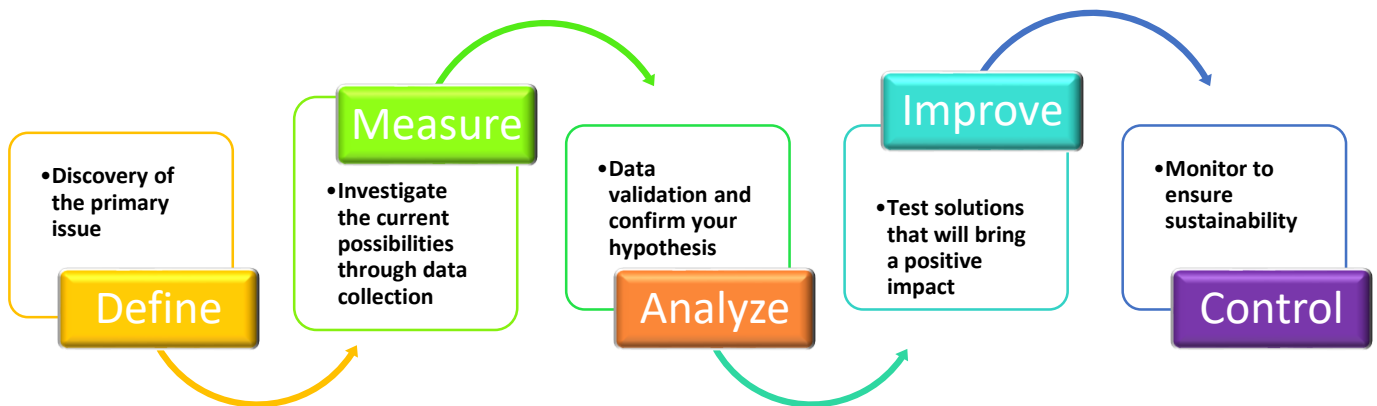 •Discovery of
the primary
issue
Define
Measure
•Investigate
the current
possibilities
through data
collection
•Data
validation and
confirm your
hypothesis
Analyze
Improve
•Test solutions
that will bring
a positive
impact
•Monitor to
ensure
sustainability
Control